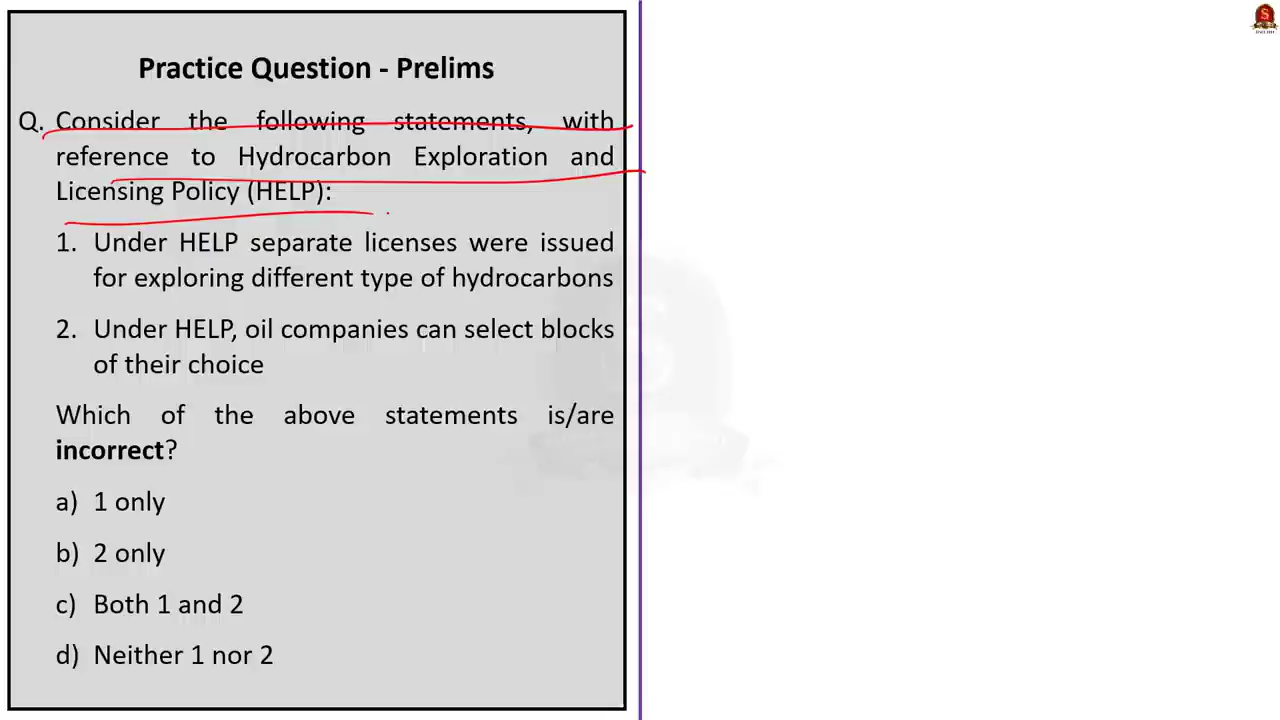 Practice Question - Prelims
Q. Consider the following statements, with
reference to Hydrocarbon Exploration and
Licensing Policy (HELP):
1. Under HELP separate licenses were issued
for exploring different type of hydrocarbons
2. Under HELP, oil companies can select blocks
of their choice
Which of the above statements is/are
incorrect?
a) 1 only
b) 2 only
c) Both 1 and 2
d) Neither 1 nor 2